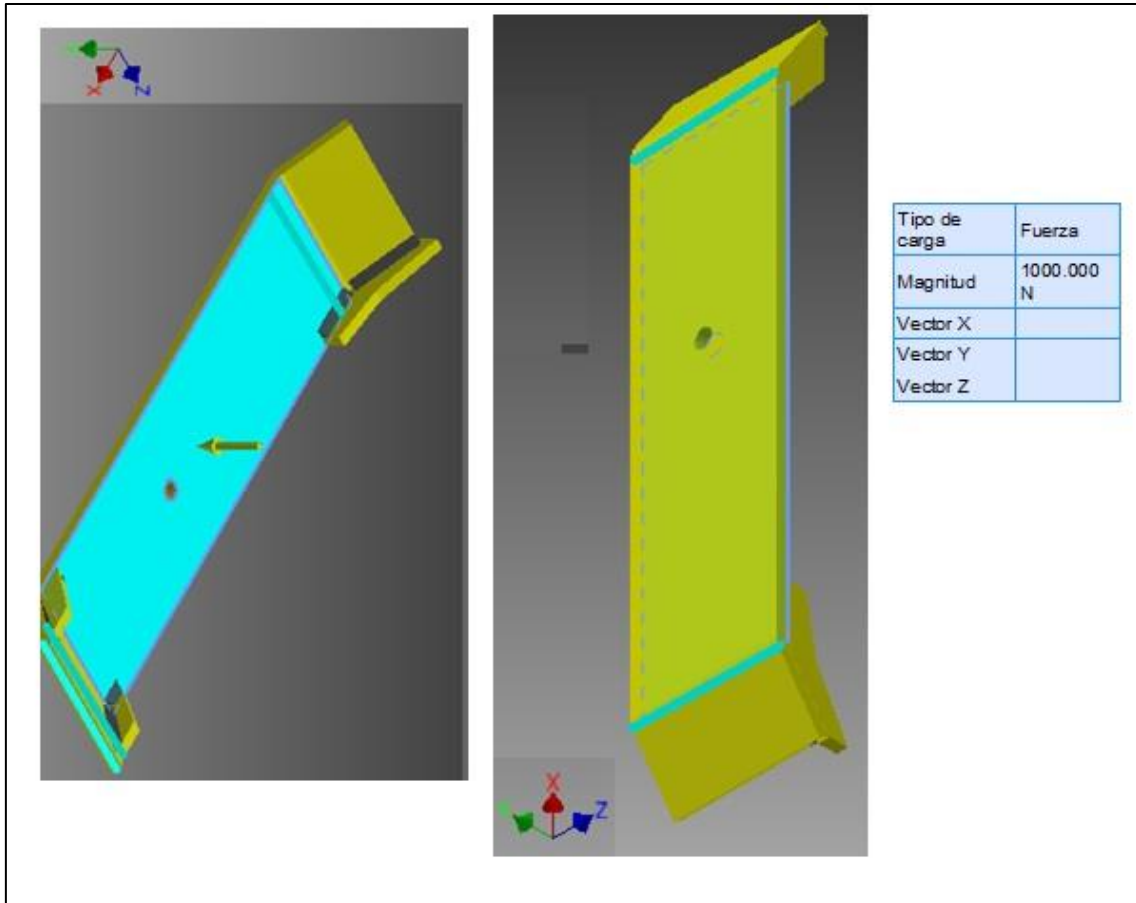 X
Z
X
Z
Tipo de carga
Fuerza
Magnitud
1000.000 N
Vector X
Vector Y
Vector Z